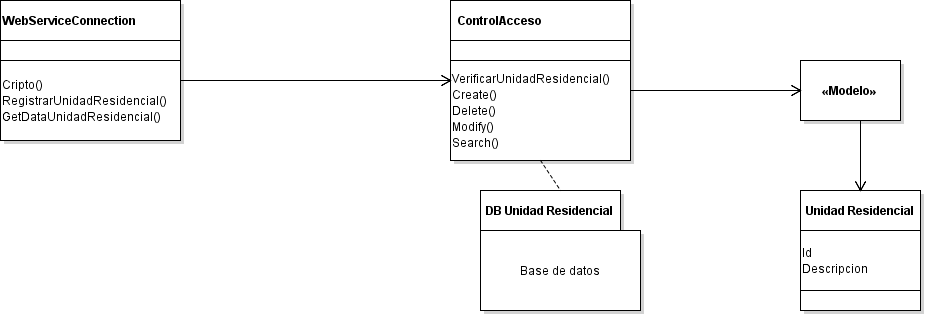 WebServiceConnection
Cripto()
RegistrarUnidadResidencial()
GetDataUnidadResidencial()
ControlAcceso
VerificarUnidadResidencial()
Create()
Delete()
Modify()
Search()
«Modelo»
DB Unidad Residencial
Base de datos
Unidad Residencial
Id
Descripcion